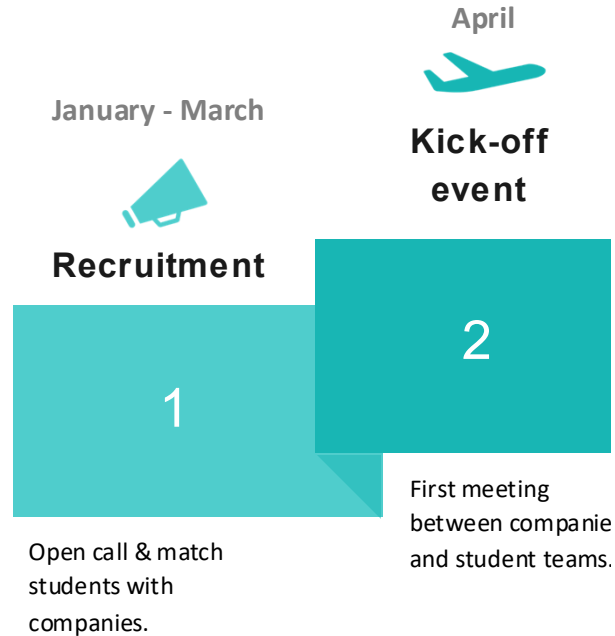 January - March
Recruitment
1
Open call & match
students with
companies.
April
Kick-off
event
2
First meeting
between companie
and student teams.